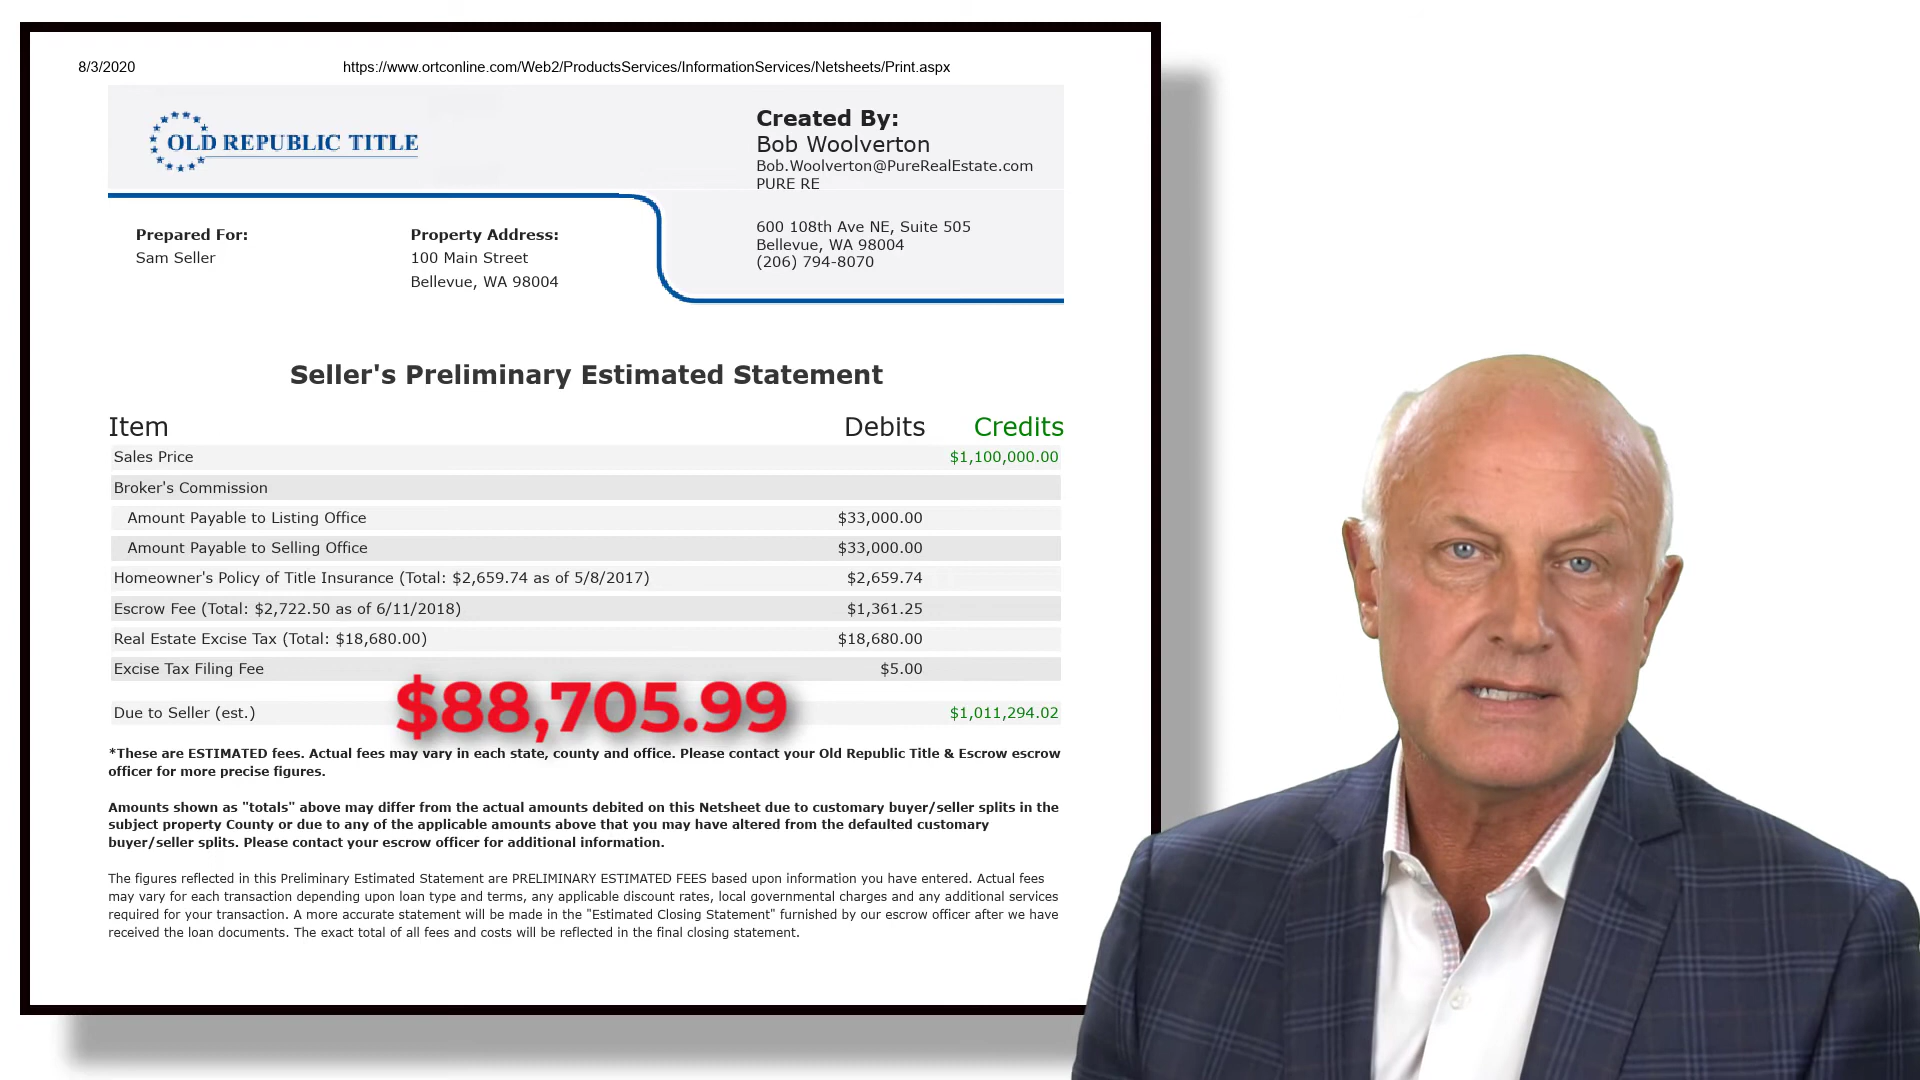 8/3/2020 https://www.ortconline.com/Web2/ProductsServices/InformationServices/Netsheets/Print.aspx
OLD REPUBLIC TITLE
Created By:
Bob Woolverton
Bob.Woolverton@PureRealEstate.com
PURE RE
600 108th Ave NE, Suite 505
Bellevue, WA 98004
(206) 794-8070
Prepared For:
Sam Seller
Property Address:
100 Main Street
Bellevue, WA 98004
Seller's Preliminary Estimated Statement
Item Debits Credits
Sales Price $1,100,000.00
Broker's Commission
Amount Payable to Listing Office $33,000.00
Amount Payable to Selling Office $33,000.00
Homeowner's Policy of Title Insurance (Total: $2,659.74 as of 5/8/2017) $2,659.74
Escrow Fee (Total: $2,722.50 as of 6/11/2018) $1,361.25
Real Estate Excise Tax (Total: $18,680.00) $18,680.00
Excise Tax Filing Fee $5.00
$88,705.99
Due to Seller (est.) $1,011,294.02
*These are ESTIMATED fees. Actual fees may vary in each state, county and office. Please contact your Old Republic Title & Escrow escrow
officer for more precise figures.
Amounts shown as "totals" above may differ from the actual amounts debited on this Netsheet due to customary buyer/seller splits in the
subject property County or due to any of the applicable amounts above that you may have altered from the defaulted customary
buyer/seller splits. Please contact your escrow officer for additional information.
The figures reflected in this Preliminary Estimated Statement are PRELIMINARY ESTIMATED FEES based upon information you have entered. Actual fees
may vary for each transaction depending upon loan type and terms, any applicable discount rates, local governmental charges and any additional services
required for your transaction. A more accurate statement will be made in the "Estimated Closing Statement" furnished by our escrow officer after we have
received the loan documents. The exact total of all fees and costs will be reflected in the final closing statement.